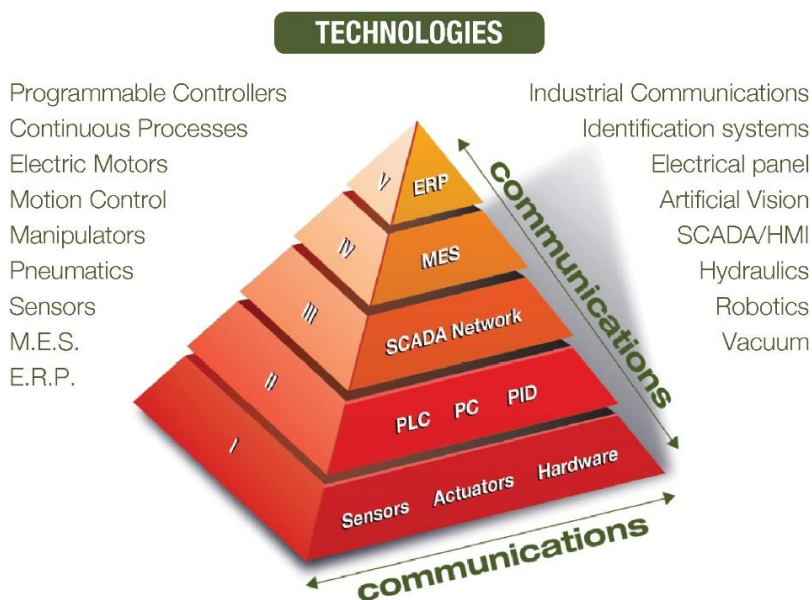 TECHNOLOGIES
Programmable Controllers
Continuous Processes
Electric Motors
Motion Control
Manipulators
Pneumatics
Sensors
M.E.S.
E.R.P.
Industrial Communications
Identification systems
Electrical panel
Artificial Vision
SCADA/HMI
Hydraulics
Robotics
Vacuum
V ERP
IV MES
III SCADA Network
II PLC PC PID
I Sensors Actuators Hardware
communications
communications